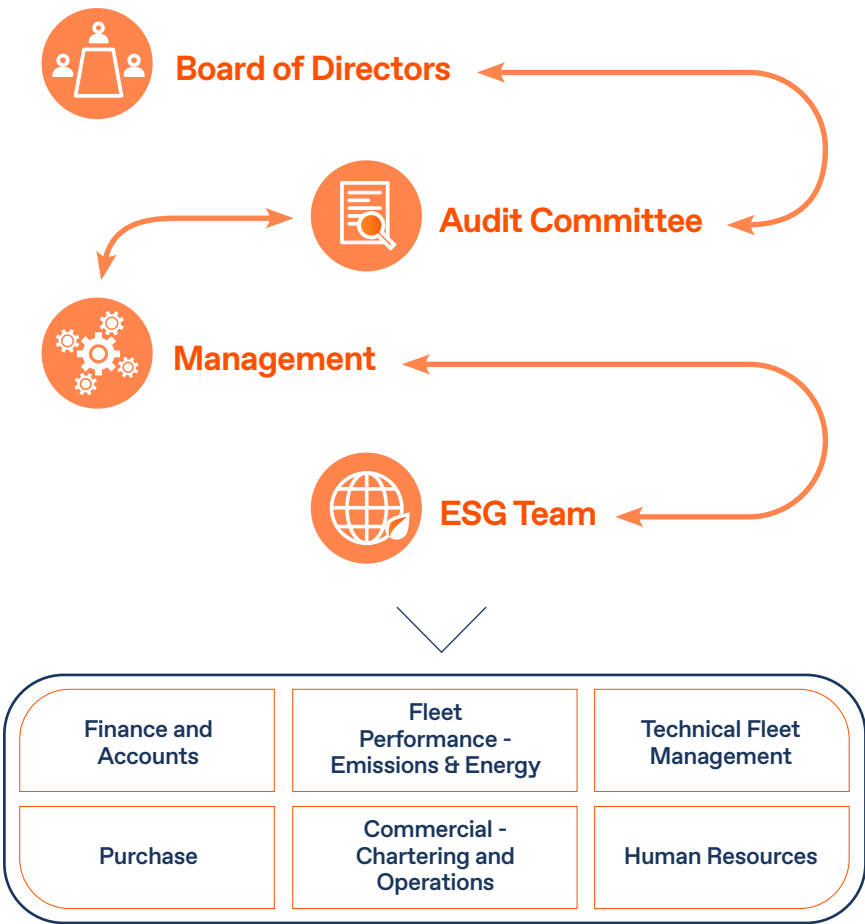 Board of Directors
Audit Committee
Management
ESG Team
Finance and
Accounts
Fleet
Performance -
Emissions & Energy
Technical Fleet
Management
Purchase
Commercial -
Chartering and
Operations
Human Resources